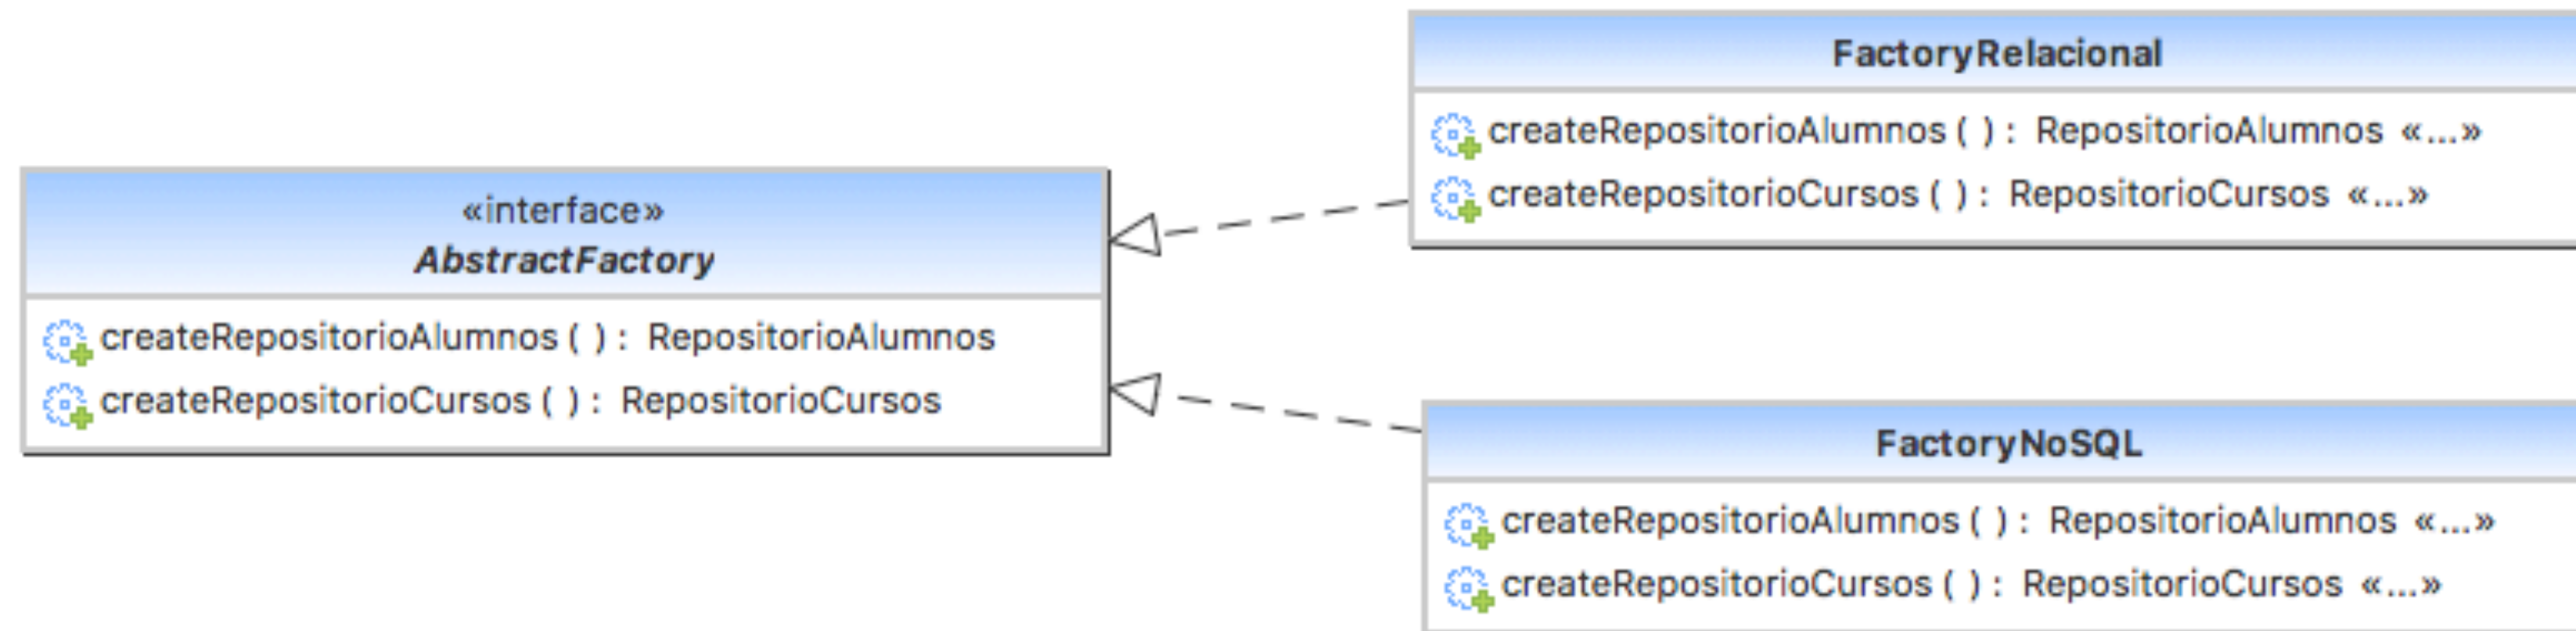 «interface»
AbstractFactory
createRepositorioAlumnos ( ) : RepositorioAlumnos
createRepositorioCursos ( ) : RepositorioCursos
FactoryRelacional
createRepositorioAlumnos ( ) : RepositorioAlumnos «...»
createRepositorioCursos ( ) : RepositorioCursos «...»
FactoryNoSQL
createRepositorioAlumnos ( ) : RepositorioAlumnos «...»
createRepositorioCursos ( ) : RepositorioCursos «...»